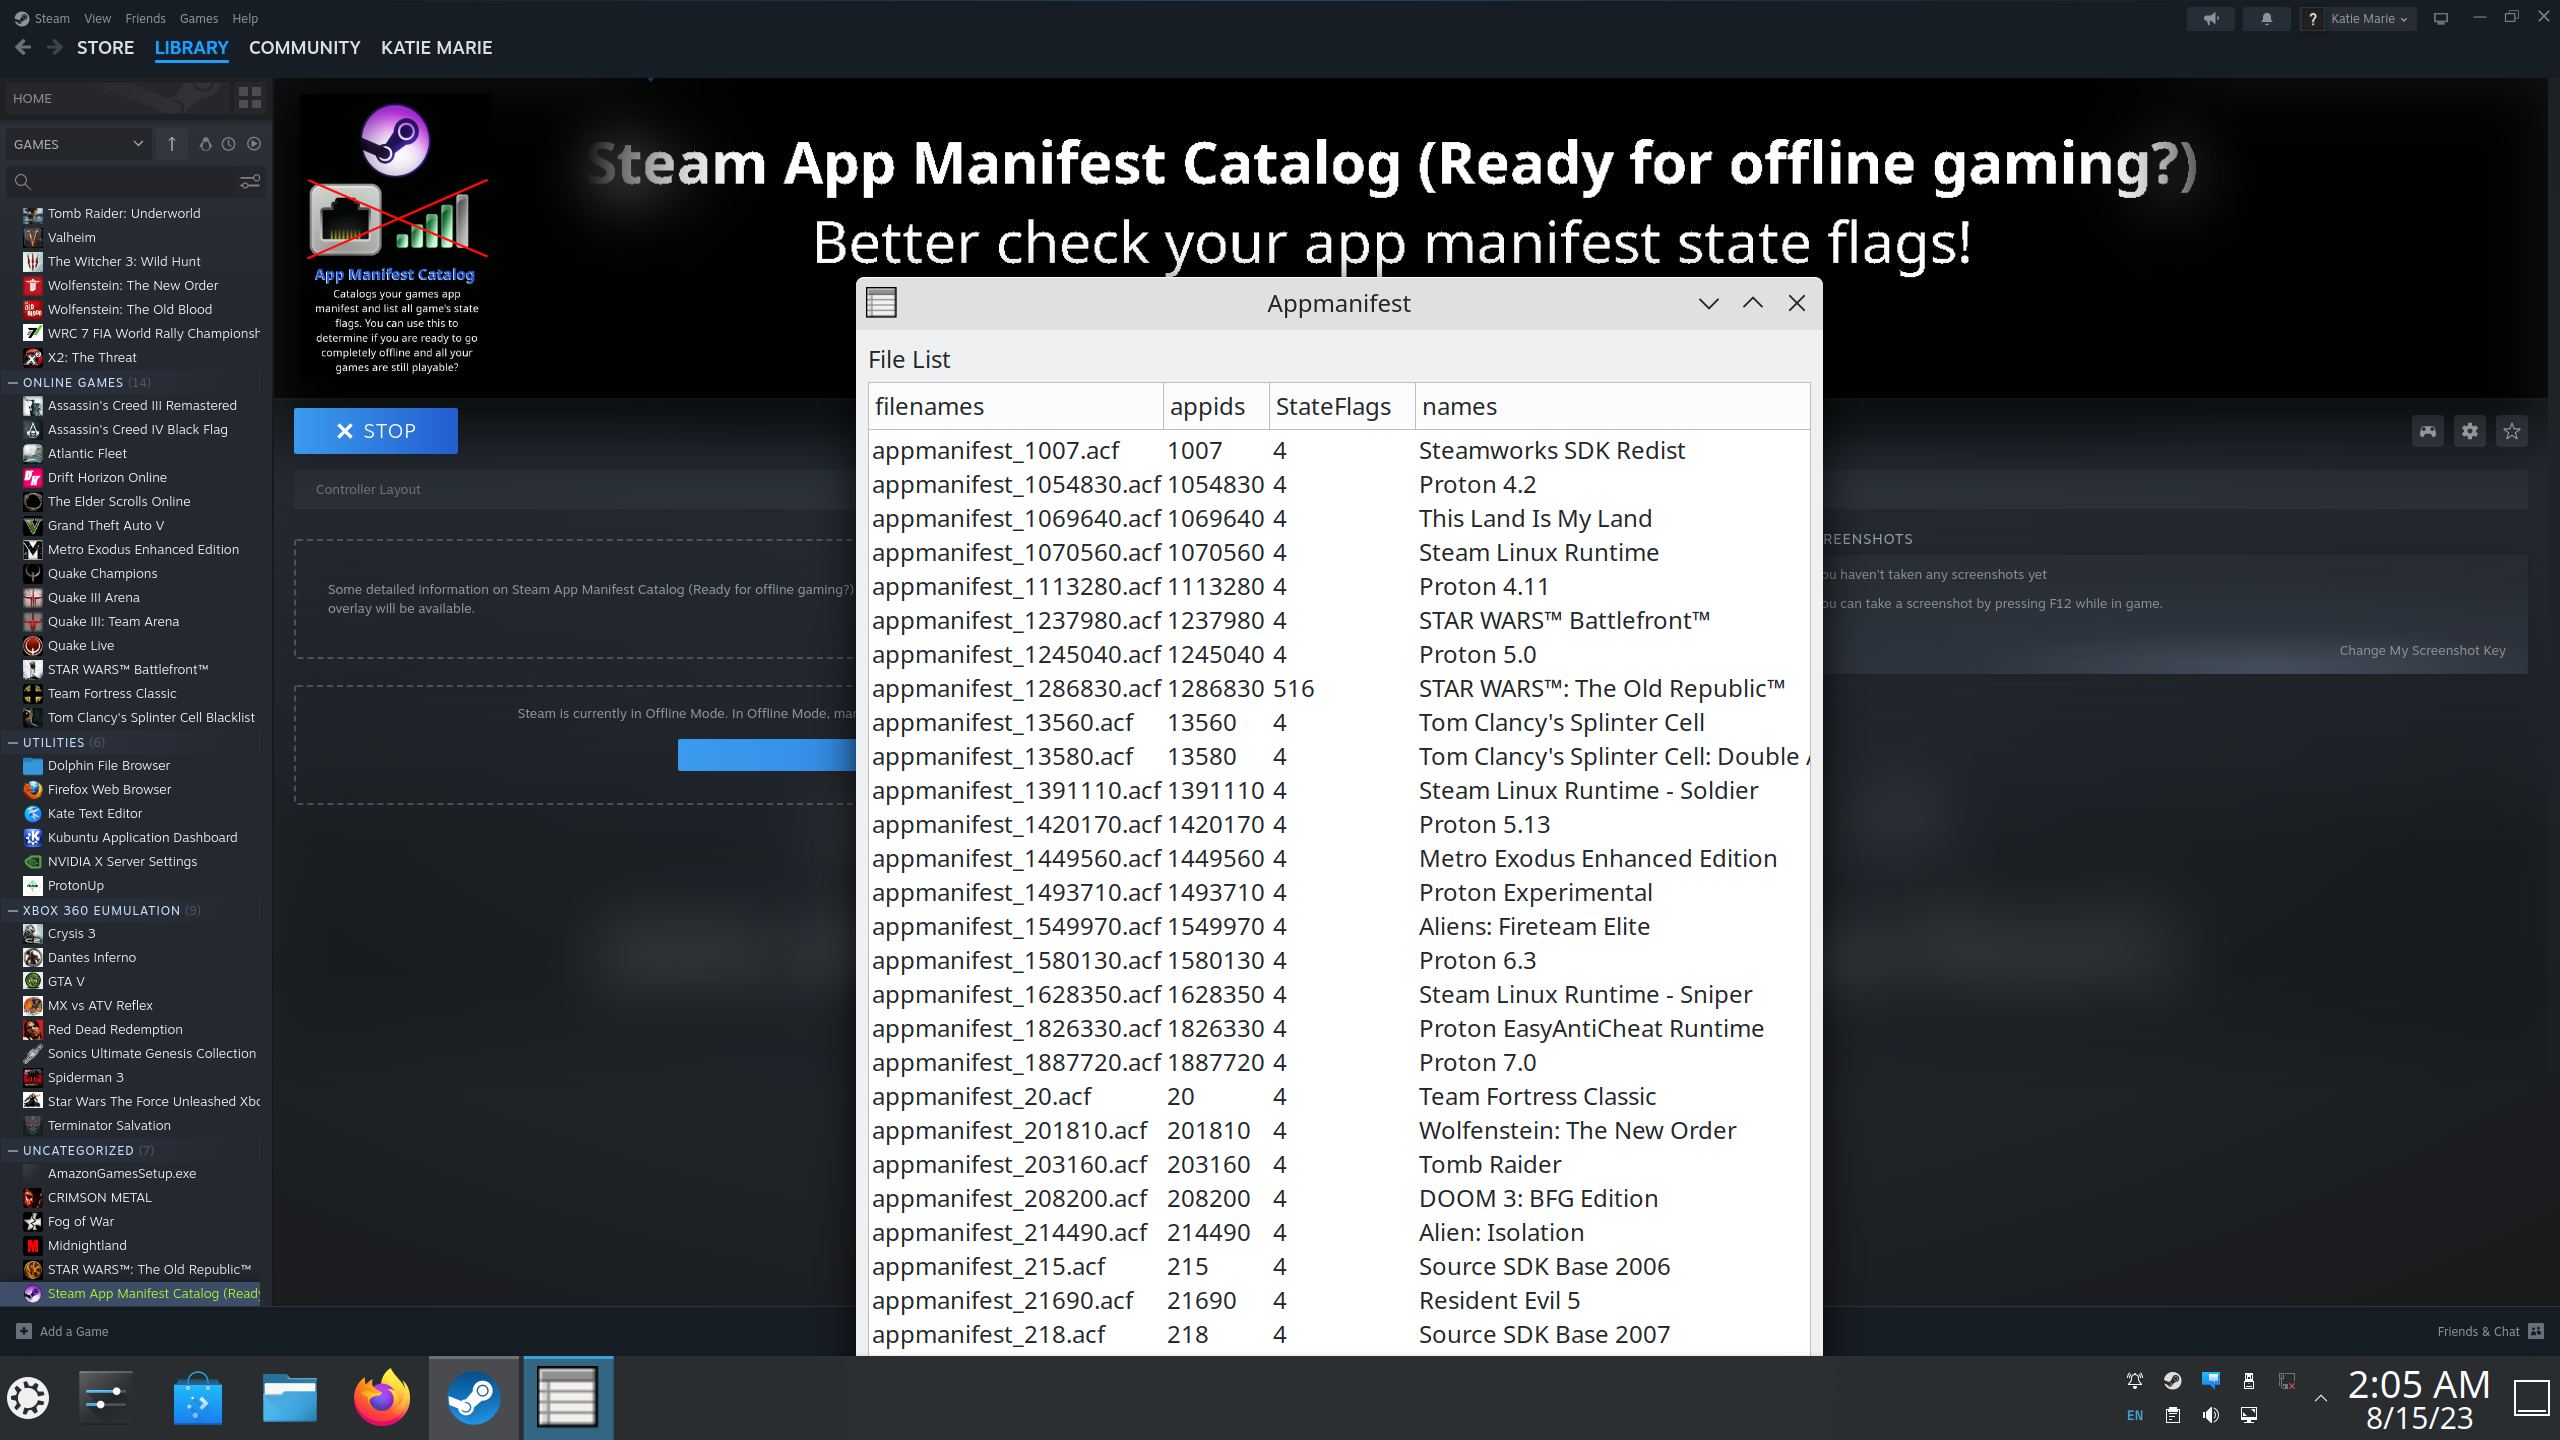 Steam View Friends Games Help
? Katie Marie
STORE LIBRARY COMMUNITY KATIE MARIE
HOME
GAMES
Tomb Raider: Underworld
Valheim
The Witcher 3: Wild Hunt
Wolfenstein: The New Order
Wolfenstein: The Old Blood
WRC 7 FIA World Rally Championsh
X2: The Threat
ONLINE GAMES (14)
Assassin's Creed III Remastered
Assassin's Creed IV Black Flag
Atlantic Fleet
Drift Horizon Online
The Elder Scrolls Online
Grand Theft Auto V
Metro Exodus Enhanced Edition
Quake Champions
Quake III Arena
Quake III: Team Arena
Quake Live
STAR WARS™ Battlefront™
Team Fortress Classic
Tom Clancy's Splinter Cell Blacklist
UTILITIES (6)
Dolphin File Browser
Firefox Web Browser
Kate Text Editor
Kubuntu Application Dashboard
NVIDIA X Server Settings
ProtonUp
XBOX 360 EUMULATION (9)
Crysis 3
Dantes Inferno
GTA V
MX vs ATV Reflex
Red Dead Redemption
Sonics Ultimate Genesis Collection
Spiderman 3
Star Wars The Force Unleashed Xbo
Terminator Salvation
UNCATEGORIZED (7)
AmazonGamesSetup.exe
CRIMSON METAL
Fog of War
Midnightland
STAR WARS™: The Old Republic™
Steam App Manifest Catalog (Ready
Add a Game
App Manifest Catalog
Catalogs your games app
manifest and list all game's state
flags. You can use this to
determine if you are ready to go
completely offline and all your
games are still playable?
Steam App Manifest Catalog (Ready for offline gaming?)
Better check your app manifest state flags!
STOP
Controller Layout
Some detailed information on Steam App Manifest Catalog (Ready for offline gaming?)
overlay will be available.
Steam is currently in Offline Mode. In Offline Mode, mar
Appmanifest
File List
filenames appids StateFlags names
appmanifest_1007.acf 1007 4 Steamworks SDK Redist
appmanifest_1054830.acf 1054830 4 Proton 4.2
appmanifest_1069640.acf 1069640 4 This Land Is My Land
appmanifest_1070560.acf 1070560 4 Steam Linux Runtime
appmanifest_1113280.acf 1113280 4 Proton 4.11
appmanifest_1237980.acf 1237980 4 STAR WARS™ Battlefront™
appmanifest_1245040.acf 1245040 4 Proton 5.0
appmanifest_1286830.acf 1286830 516 STAR WARS™: The Old Republic™
appmanifest_13560.acf 13560 4 Tom Clancy's Splinter Cell
appmanifest_13580.acf 13580 4 Tom Clancy's Splinter Cell: Double A
appmanifest_1391110.acf 1391110 4 Steam Linux Runtime - Soldier
appmanifest_1420170.acf 1420170 4 Proton 5.13
appmanifest_1449560.acf 1449560 4 Metro Exodus Enhanced Edition
appmanifest_1493710.acf 1493710 4 Proton Experimental
appmanifest_1549970.acf 1549970 4 Aliens: Fireteam Elite
appmanifest_1580130.acf 1580130 4 Proton 6.3
appmanifest_1628350.acf 1628350 4 Steam Linux Runtime - Sniper
appmanifest_1826330.acf 1826330 4 Proton EasyAntiCheat Runtime
appmanifest_1887720.acf 1887720 4 Proton 7.0
appmanifest_20.acf 20 4 Team Fortress Classic
appmanifest_201810.acf 201810 4 Wolfenstein: The New Order
appmanifest_203160.acf 203160 4 Tomb Raider
appmanifest_208200.acf 208200 4 DOOM 3: BFG Edition
appmanifest_214490.acf 214490 4 Alien: Isolation
appmanifest_215.acf 215 4 Source SDK Base 2006
appmanifest_21690.acf 21690 4 Resident Evil 5
appmanifest_218.acf 218 4 Source SDK Base 2007
REENSHOTS
ou haven't taken any screenshots yet
ou can take a screenshot by pressing F12 while in game.
Change My Screenshot Key
Friends & Chat
EN
2:05 AM
8/15/23